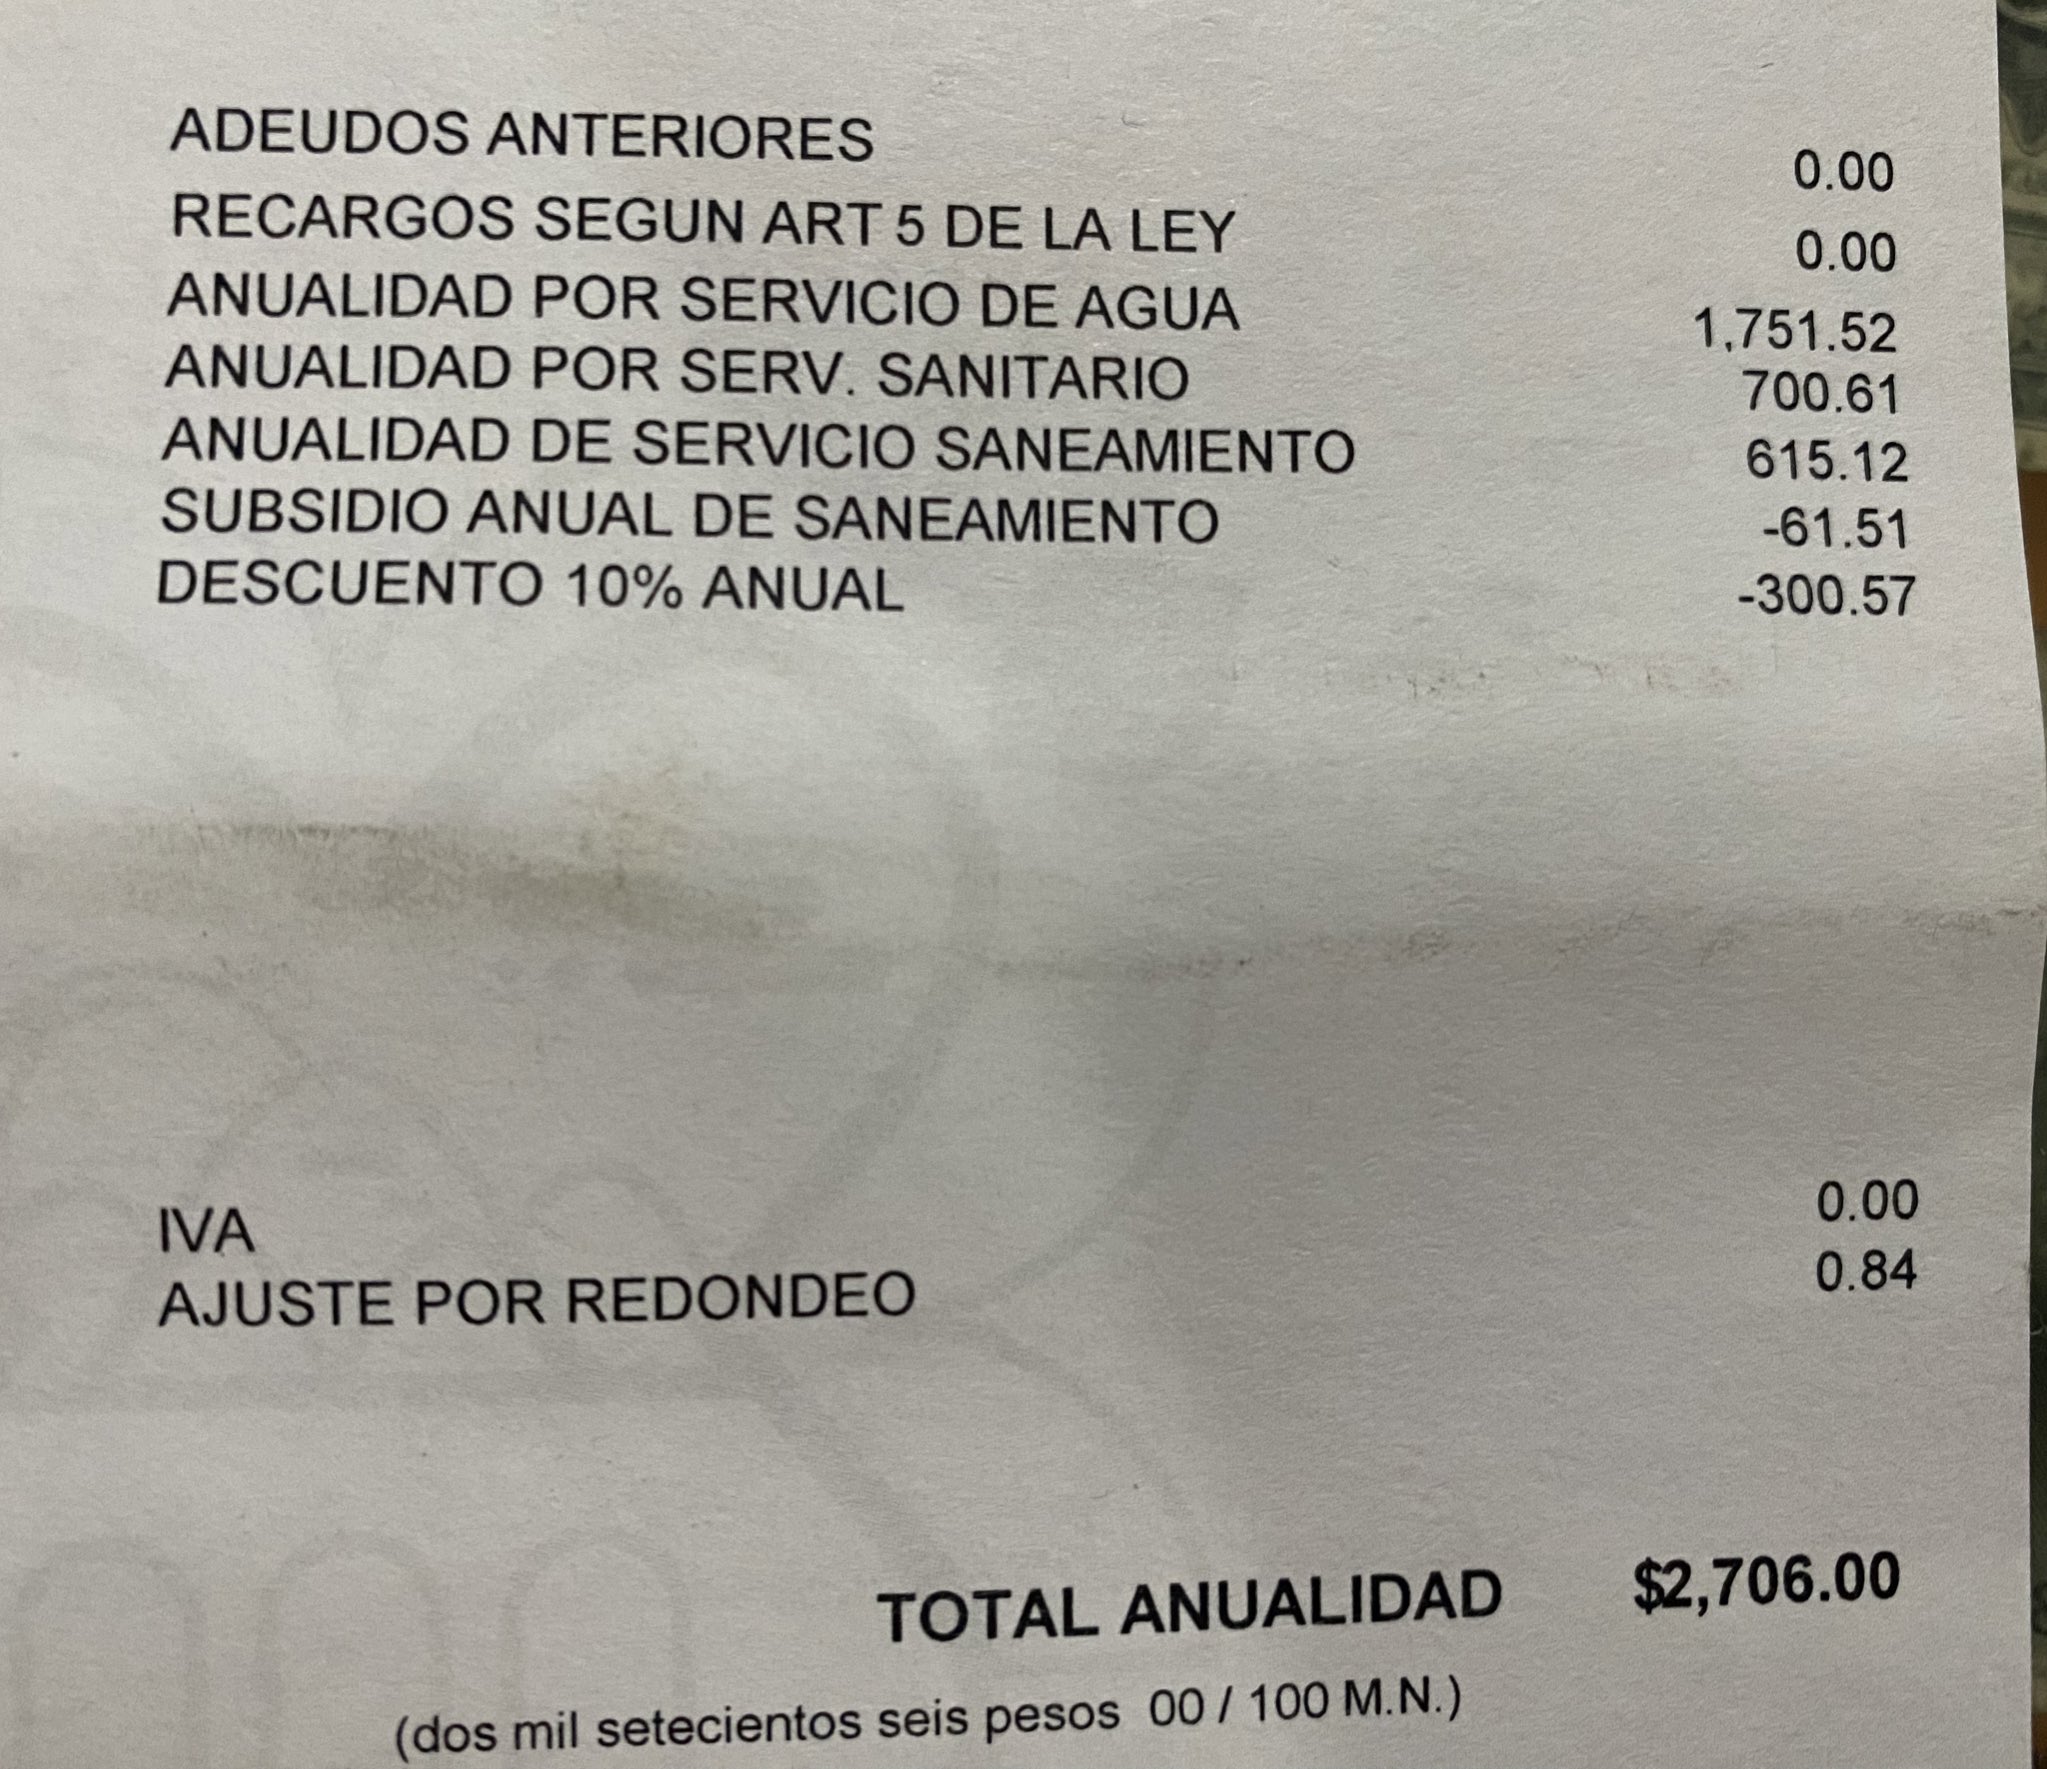 ADEUDOS ANTERIORES 0.00
RECARGOS SEGUN ART 5 DE LA LEY 0.00
ANUALIDAD POR SERVICIO DE AGUA 1,751.52
ANUALIDAD POR SERV. SANITARIO 700.61
ANUALIDAD DE SERVICIO SANEAMIENTO 615.12
SUBSIDIO ANUAL DE SANEAMIENTO -61.51
DESCUENTO 10% ANUAL -300.57
IVA 0.00
AJUSTE POR REDONDEO 0.84
TOTAL ANUALIDAD $2,706.00
(dos mil setecientos seis pesos 00 / 100 M.N.)